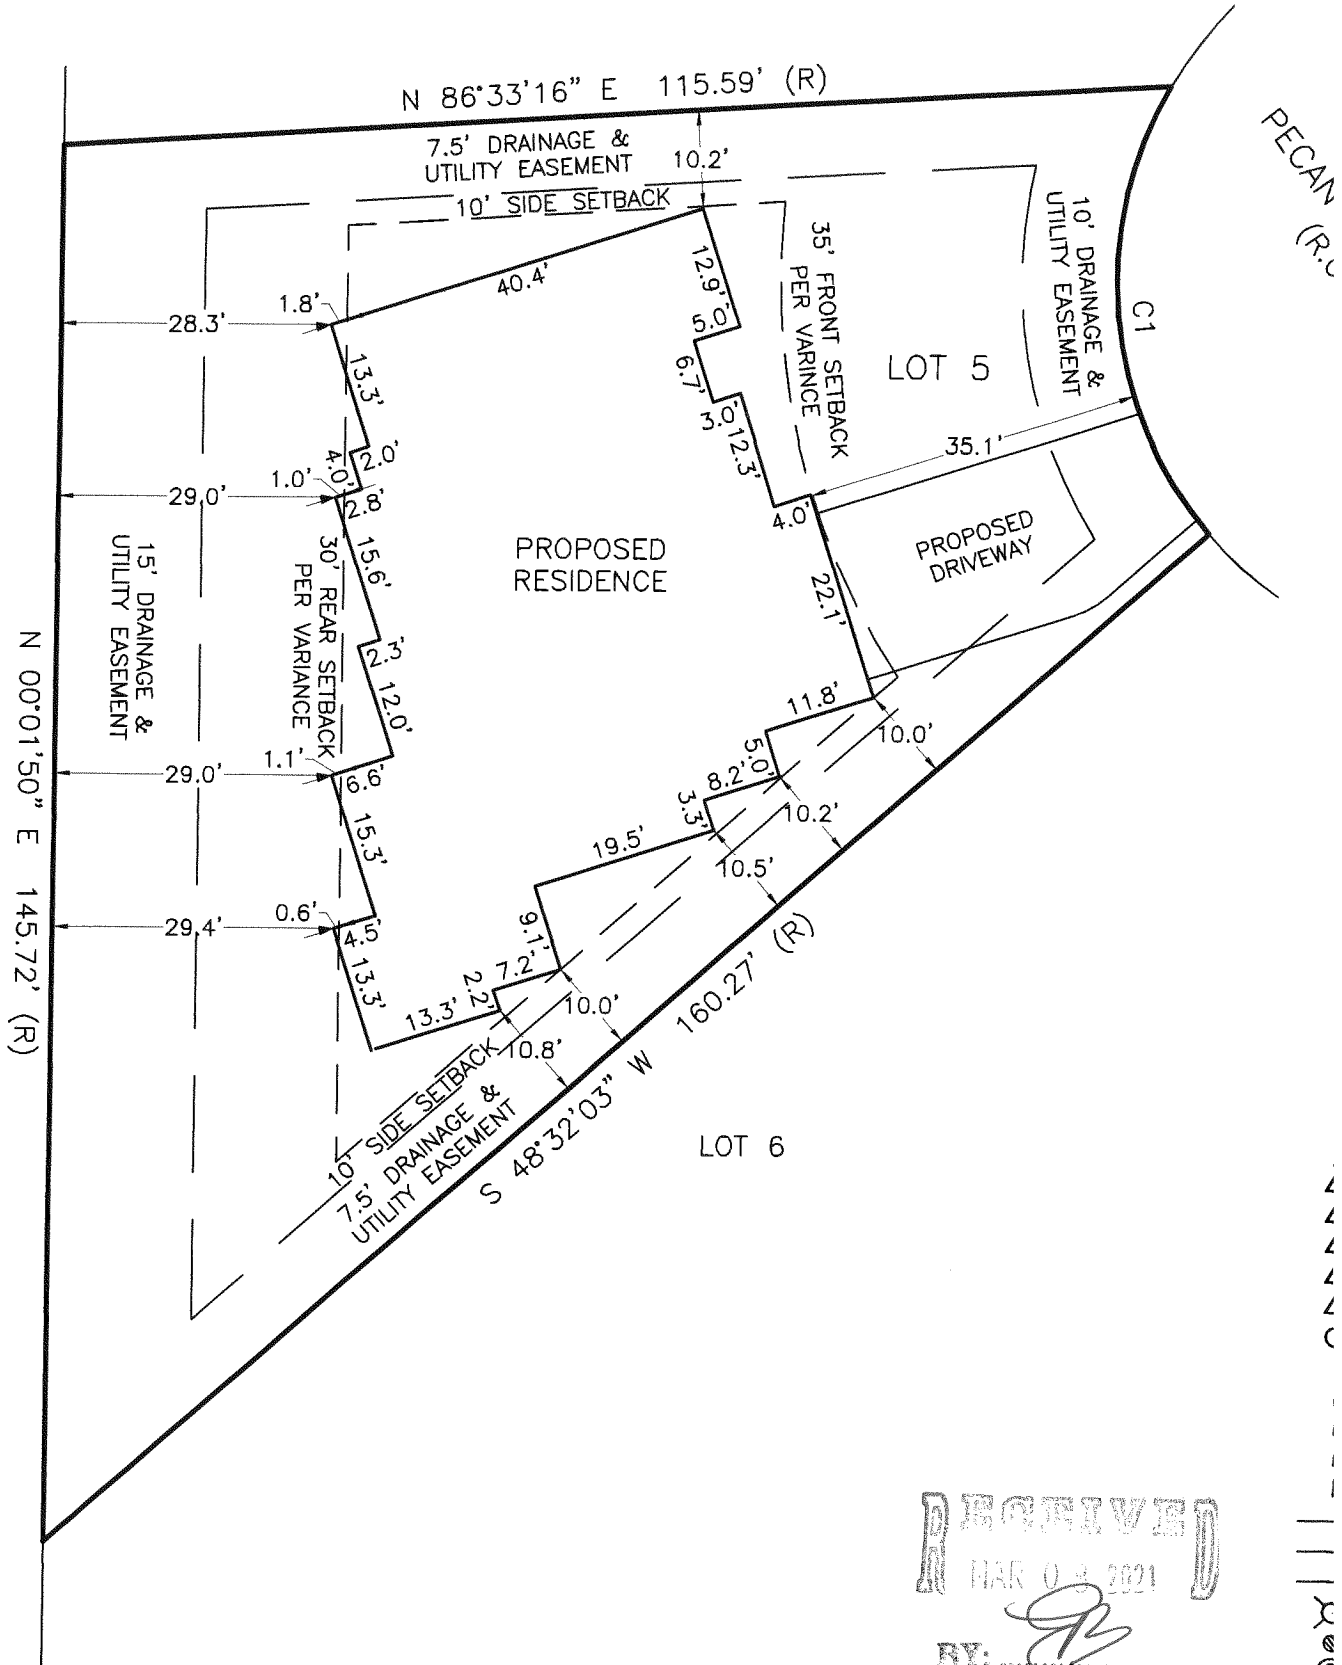 N 86°33'16" E 115.59' (R)
7.5' DRAINAGE &
UTILITY EASEMENT
10.2'
10' SIDE SETBACK
PECAN
(R.O
10' DRAINAGE &
UTILITY EASEMENT
C1
35' FRONT SETBACK
PER VARINCE
LOT 5
40.4'
12.9'
5.0'
6.7'
3.0'
12.3'
4.0'
35.1'
1.8'
28.3'
13.3'
2.0'
4.0'
1.0'
29.0'
2.8'
15.6'
PROPOSED
RESIDENCE
PROPOSED
DRIVEWAY
22.1'
15' DRAINAGE &
UTILITY EASEMENT
30' REAR SETBACK
PER VARIANCE
2.3'
12.0'
N 00°01'50" E 145.72' (R)
1.1'
29.0'
6.6'
15.3'
11.8'
10.0'
5.0'
8.2'
3.3'
10.2'
19.5'
10.5'
0.6'
29.4'
4.5'
13.3'
9.1'
7.2'
2.2'
13.3'
10.0'
10.8'
10' SIDE SETBACK
7.5' DRAINAGE &
UTILITY EASEMENT
S 48°32'03" W 160.27' (R)
LOT 6
RECEIVED
MAR 0 2021
BY: